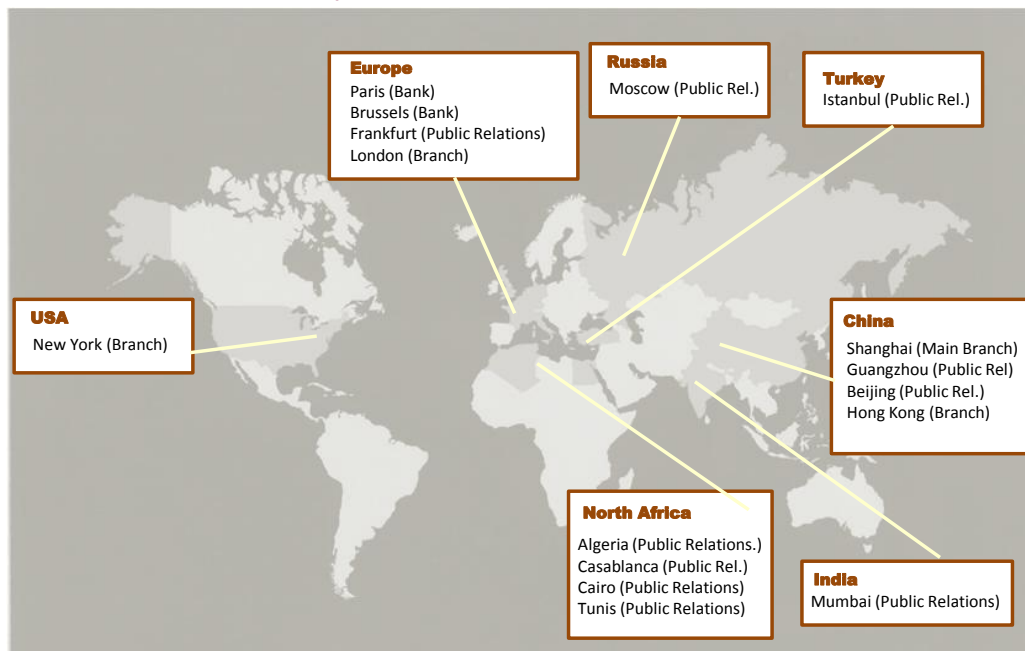 Europe
Paris (Bank)
Brussels (Bank)
Frankfurt (Public Relations)
London (Branch)
Russia
Moscow (Public Rel.)
Turkey
Istanbul (Public Rel.)
USA
New York (Branch)
China
Shanghai (Main Branch)
Guangzhou (Public Rel)
Beijing (Public Rel.)
Hong Kong (Branch)
North Africa
Algeria (Public Relations.)
Casablanca (Public Rel.)
Cairo (Public Relations)
Tunis (Public Relations)
India
Mumbai (Public Relations)